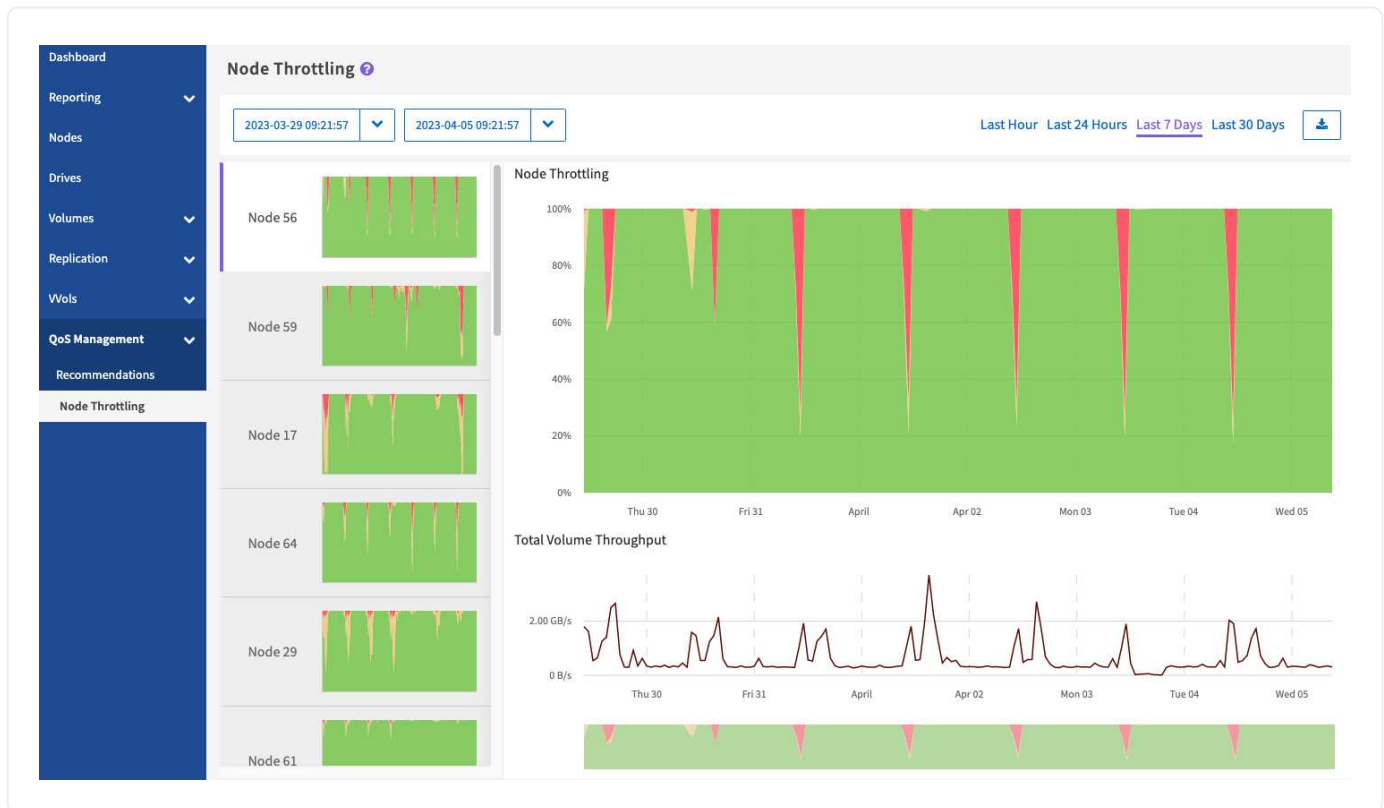 Dashboard
Reporting
Nodes
Drives
Volumes
Replication
VVols
QoS Management
Recommendations
Node Throttling
Node Throttling ?
2023-03-29 09:21:57
2023-04-05 09:21:57
Last Hour Last 24 Hours Last 7 Days Last 30 Days
Node 56
Node 59
Node 17
Node 64
Node 29
Node 61
Node Throttling
100%
80%
60%
40%
20%
0%
Thu 30 Fri 31 April Apr 02 Mon 03 Tue 04 Wed 05
Total Volume Throughput
2.00 GB/s
0 B/s
Thu 30 Fri 31 April Apr 02 Mon 03 Tue 04 Wed 05